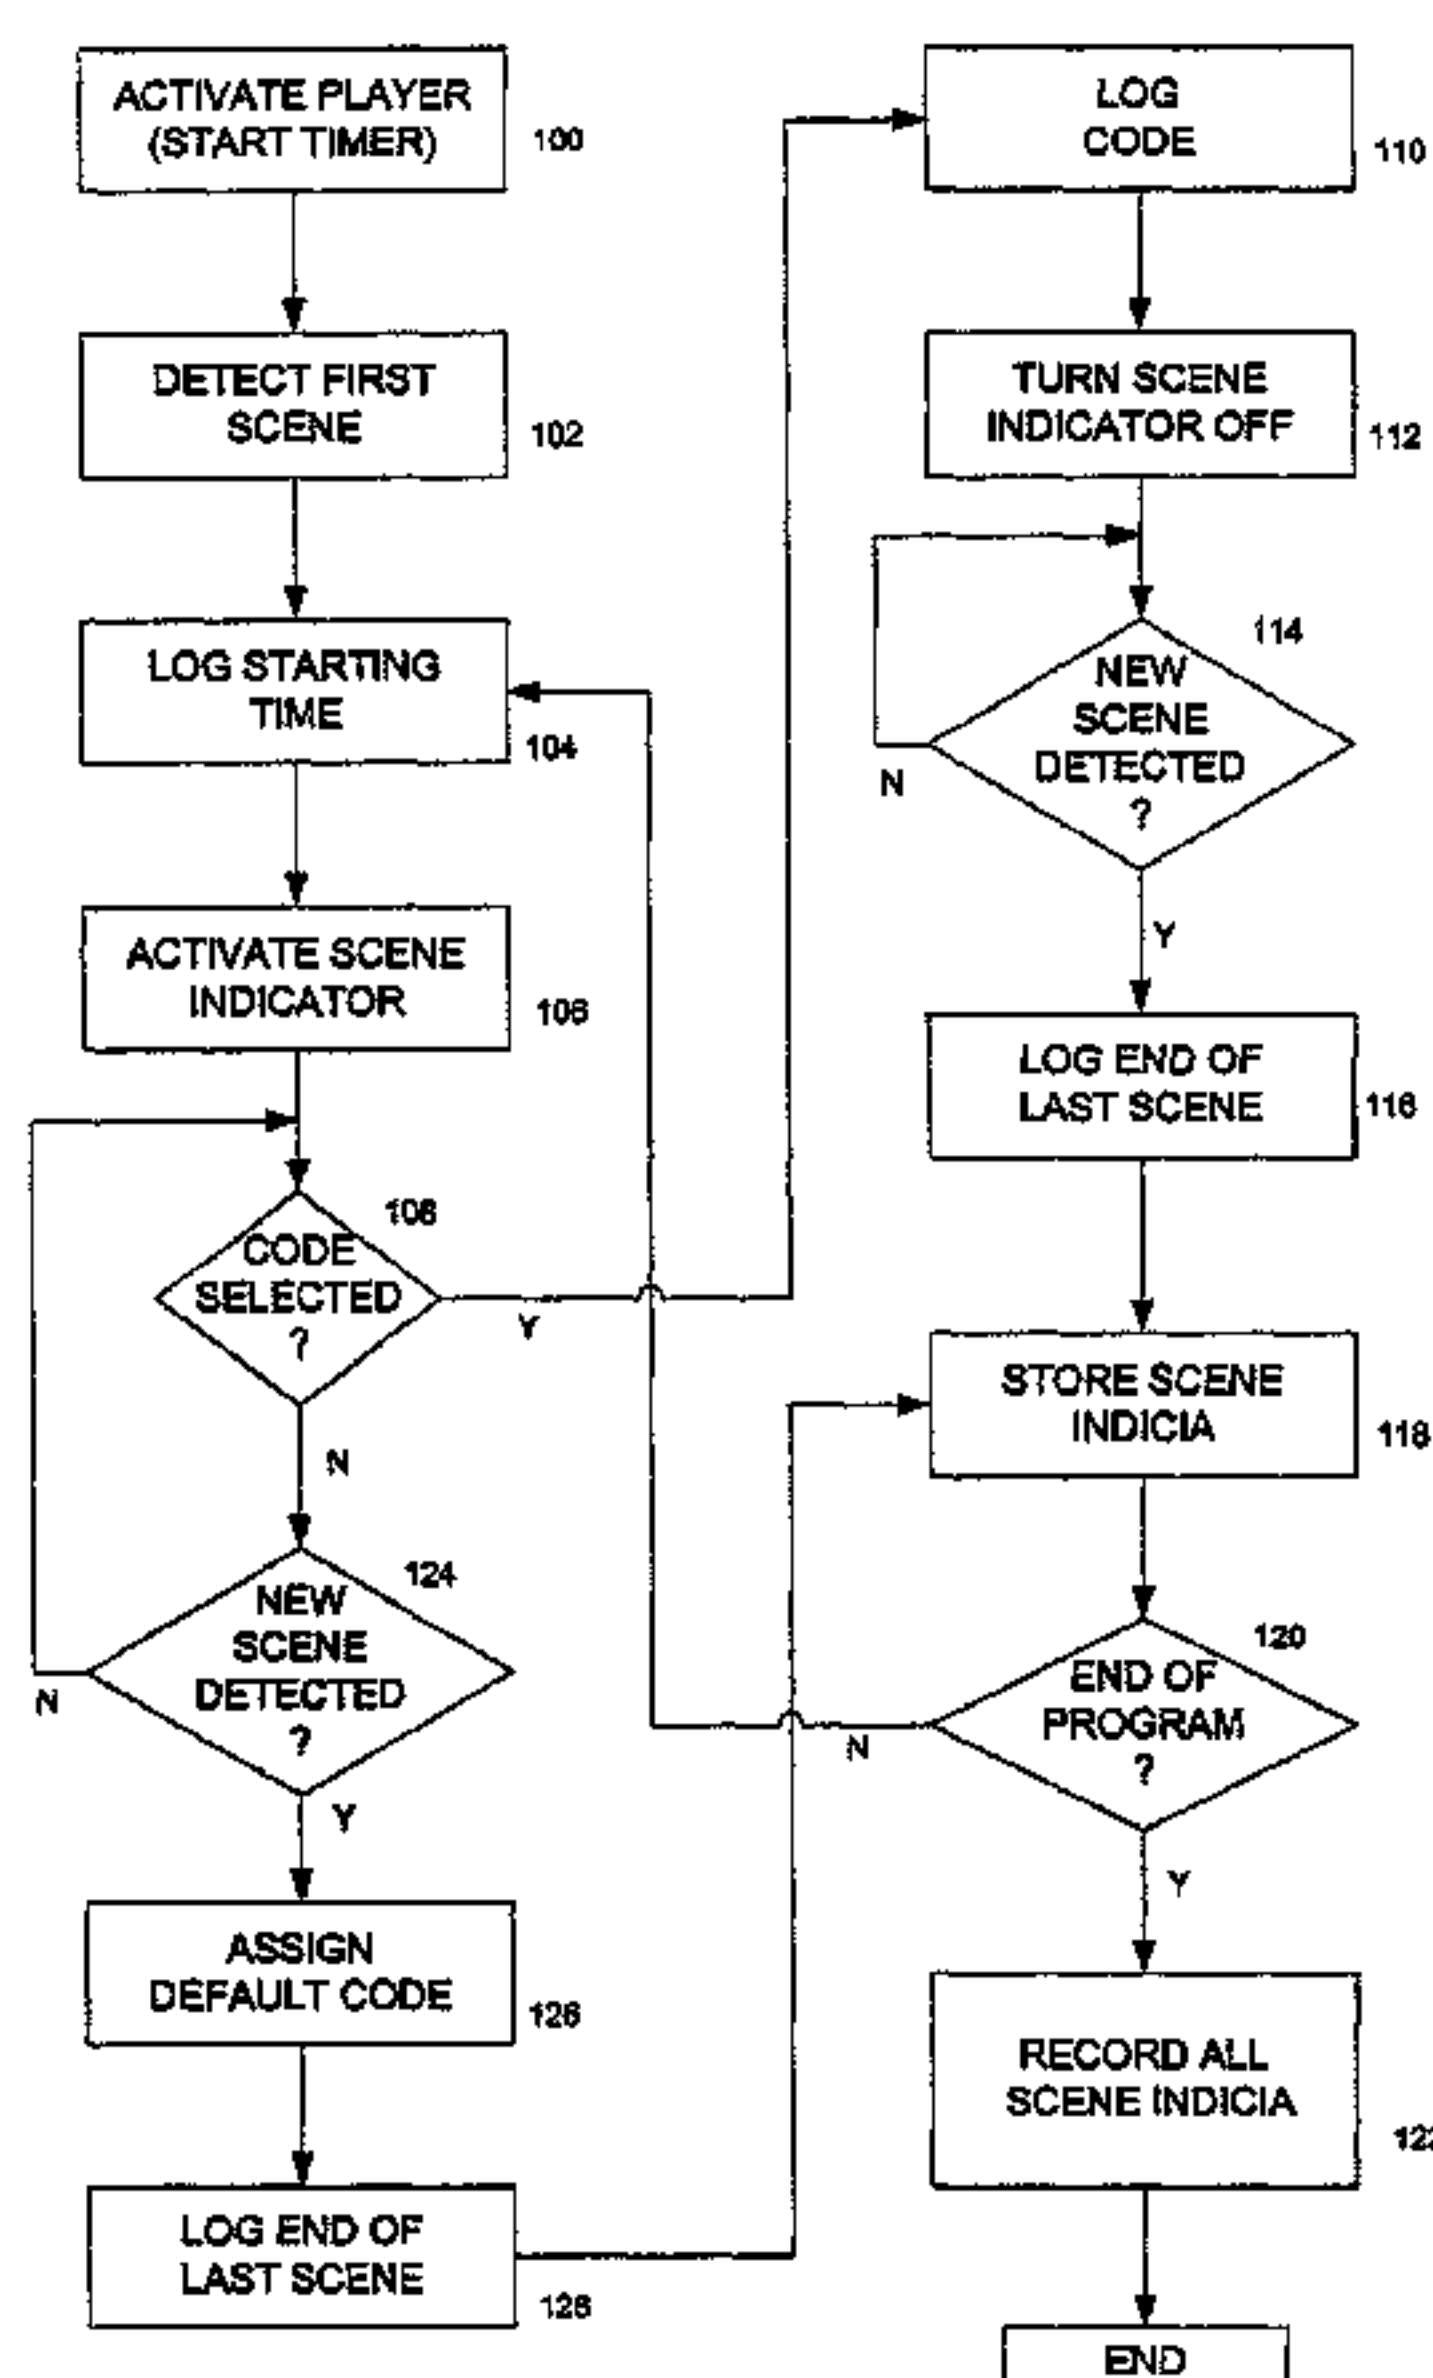 ACTIVATE PLAYER
(START TIMER)
100
DETECT FIRST
SCENE
102
LOG STARTING
TIME
104
ACTIVATE SCENE
INDICATOR
106
108
CODE
SELECTED
?
Y
N
124
NEW
SCENE
DETECTED
?
N
Y
ASSIGN
DEFAULT CODE
126
LOG END OF
LAST SCENE
128
LOG
CODE
110
TURN SCENE
INDICATOR OFF
112
114
NEW
SCENE
DETECTED
?
N
Y
LOG END OF
LAST SCENE
116
STORE SCENE
INDICIA
118
120
END OF
PROGRAM
?
N
Y
RECORD ALL
SCENE INDICIA
122
END